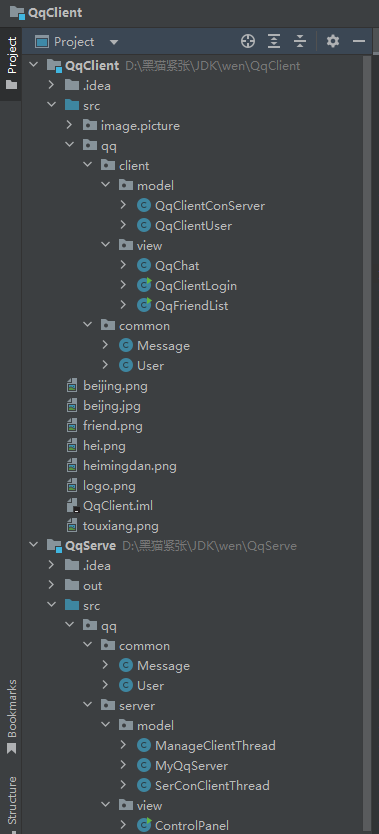 QqClient
Project
Project
QqClient D:\黑猫紧张\JDK\wen\QqClient
.idea
src
image.picture
qq
client
model
QqClientConServer
QqClientUser
view
QqChat
QqClientLogin
QqFriendList
common
Message
User
beijing.png
beijng.jpg
friend.png
hei.png
heimingdan.png
logo.png
QqClient.iml
touxiang.png
QqServe D:\黑猫紧张\JDK\wen\QqServe
.idea
out
src
qq
common
Message
User
server
model
ManageClientThread
MyQqServer
SerConClientThread
view
ControlPanel
Bookmarks
Structure